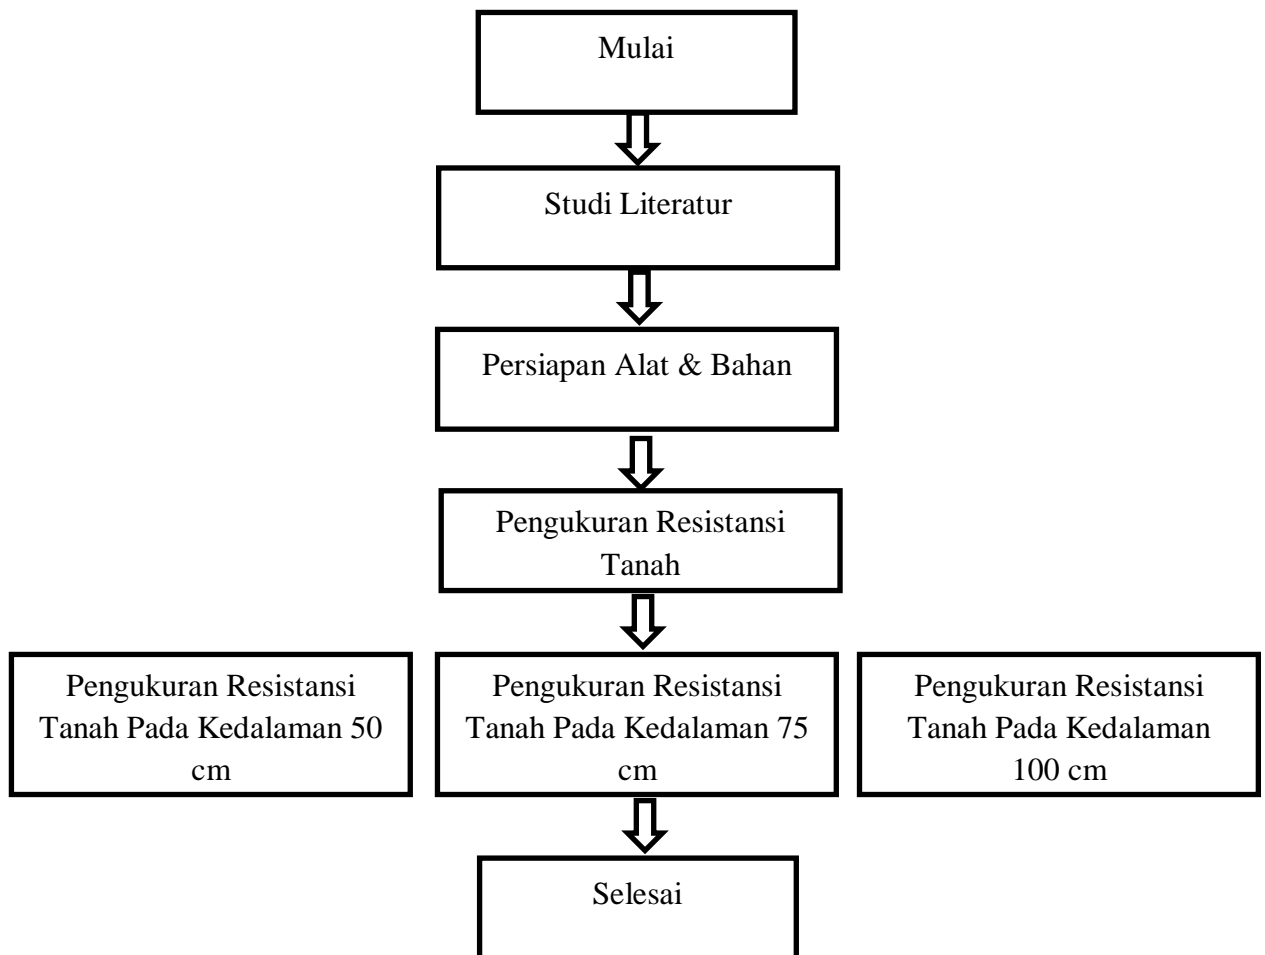 Mulai
Studi Literatur
Persiapan Alat & Bahan
Pengukuran Resistansi
Tanah
Pengukuran Resistansi
Tanah Pada Kedalaman 50
cm
Pengukuran Resistansi
Tanah Pada Kedalaman 75
cm
Pengukuran Resistansi
Tanah Pada Kedalaman
100 cm
Selesai